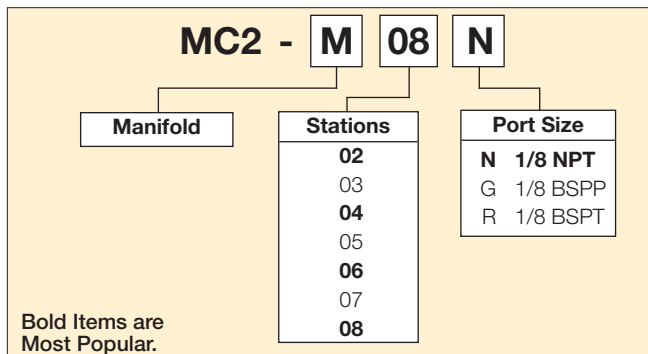 MC2 - M 08 N
Manifold
Stations
02
03
04
05
06
07
08
Port Size
N 1/8 NPT
G 1/8 BSPP
R 1/8 BSPT
Bold Items are
Most Popular.